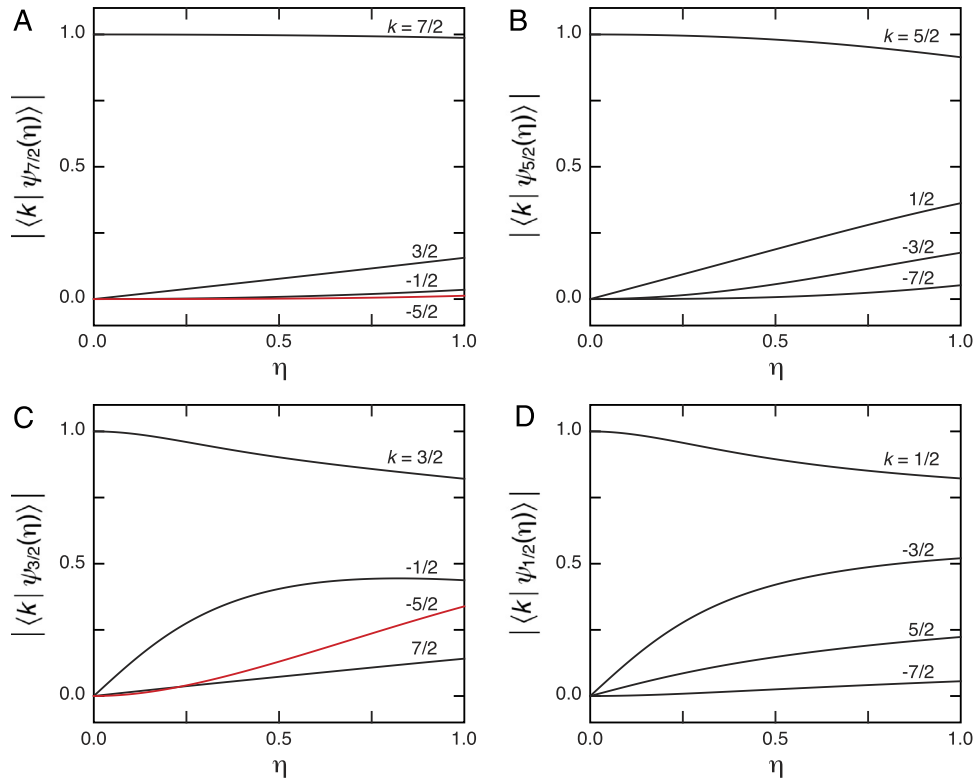 A
1.0
0.5
0.0
| ⟨k | ψ7/2(η)⟩ |
k = 7/2
3/2
-1/2
-5/2
0.0 0.5 1.0
η
B
1.0
0.5
0.0
| ⟨k | ψ5/2(η)⟩ |
k = 5/2
1/2
-3/2
-7/2
0.0 0.5 1.0
η
C
1.0
0.5
0.0
| ⟨k | ψ3/2(η)⟩ |
k = 3/2
-1/2
-5/2
7/2
0.0 0.5 1.0
η
D
1.0
0.5
0.0
| ⟨k | ψ1/2(η)⟩ |
k = 1/2
-3/2
5/2
-7/2
0.0 0.5 1.0
η